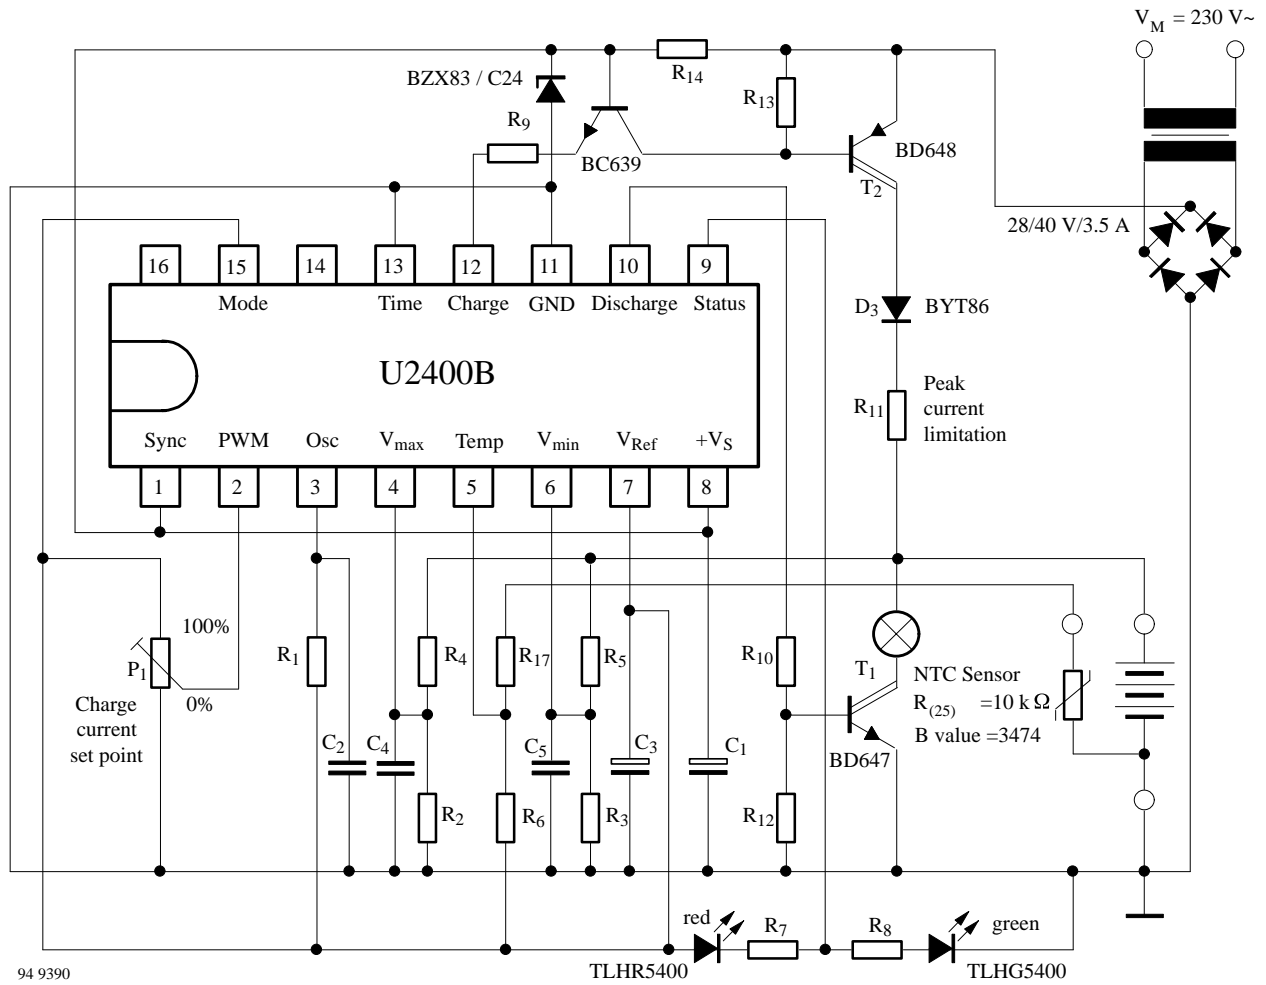 V_M = 230 V~
BZX83 / C24
R14
R13
R9
BC639
BD648
T2
28/40 V/3.5 A
16 15 14 13 12 11 10 9
Mode Time Charge GND Discharge Status
D3 BYT86
U2400B
R11
Peak
current
limitation
Sync PWM Osc Vmax Temp Vmin VRef +VS
1 2 3 4 5 6 7 8
100%
P1
0%
Charge
current
set point
R1
R4
R17
R5
R10
T1
NTC Sensor
R(25) =10 k Ω
B value =3474
C2
C4
C5
C3
C1
BD647
R2
R6
R3
R12
red
R7
R8
green
TLHR5400
TLHG5400
94 9390